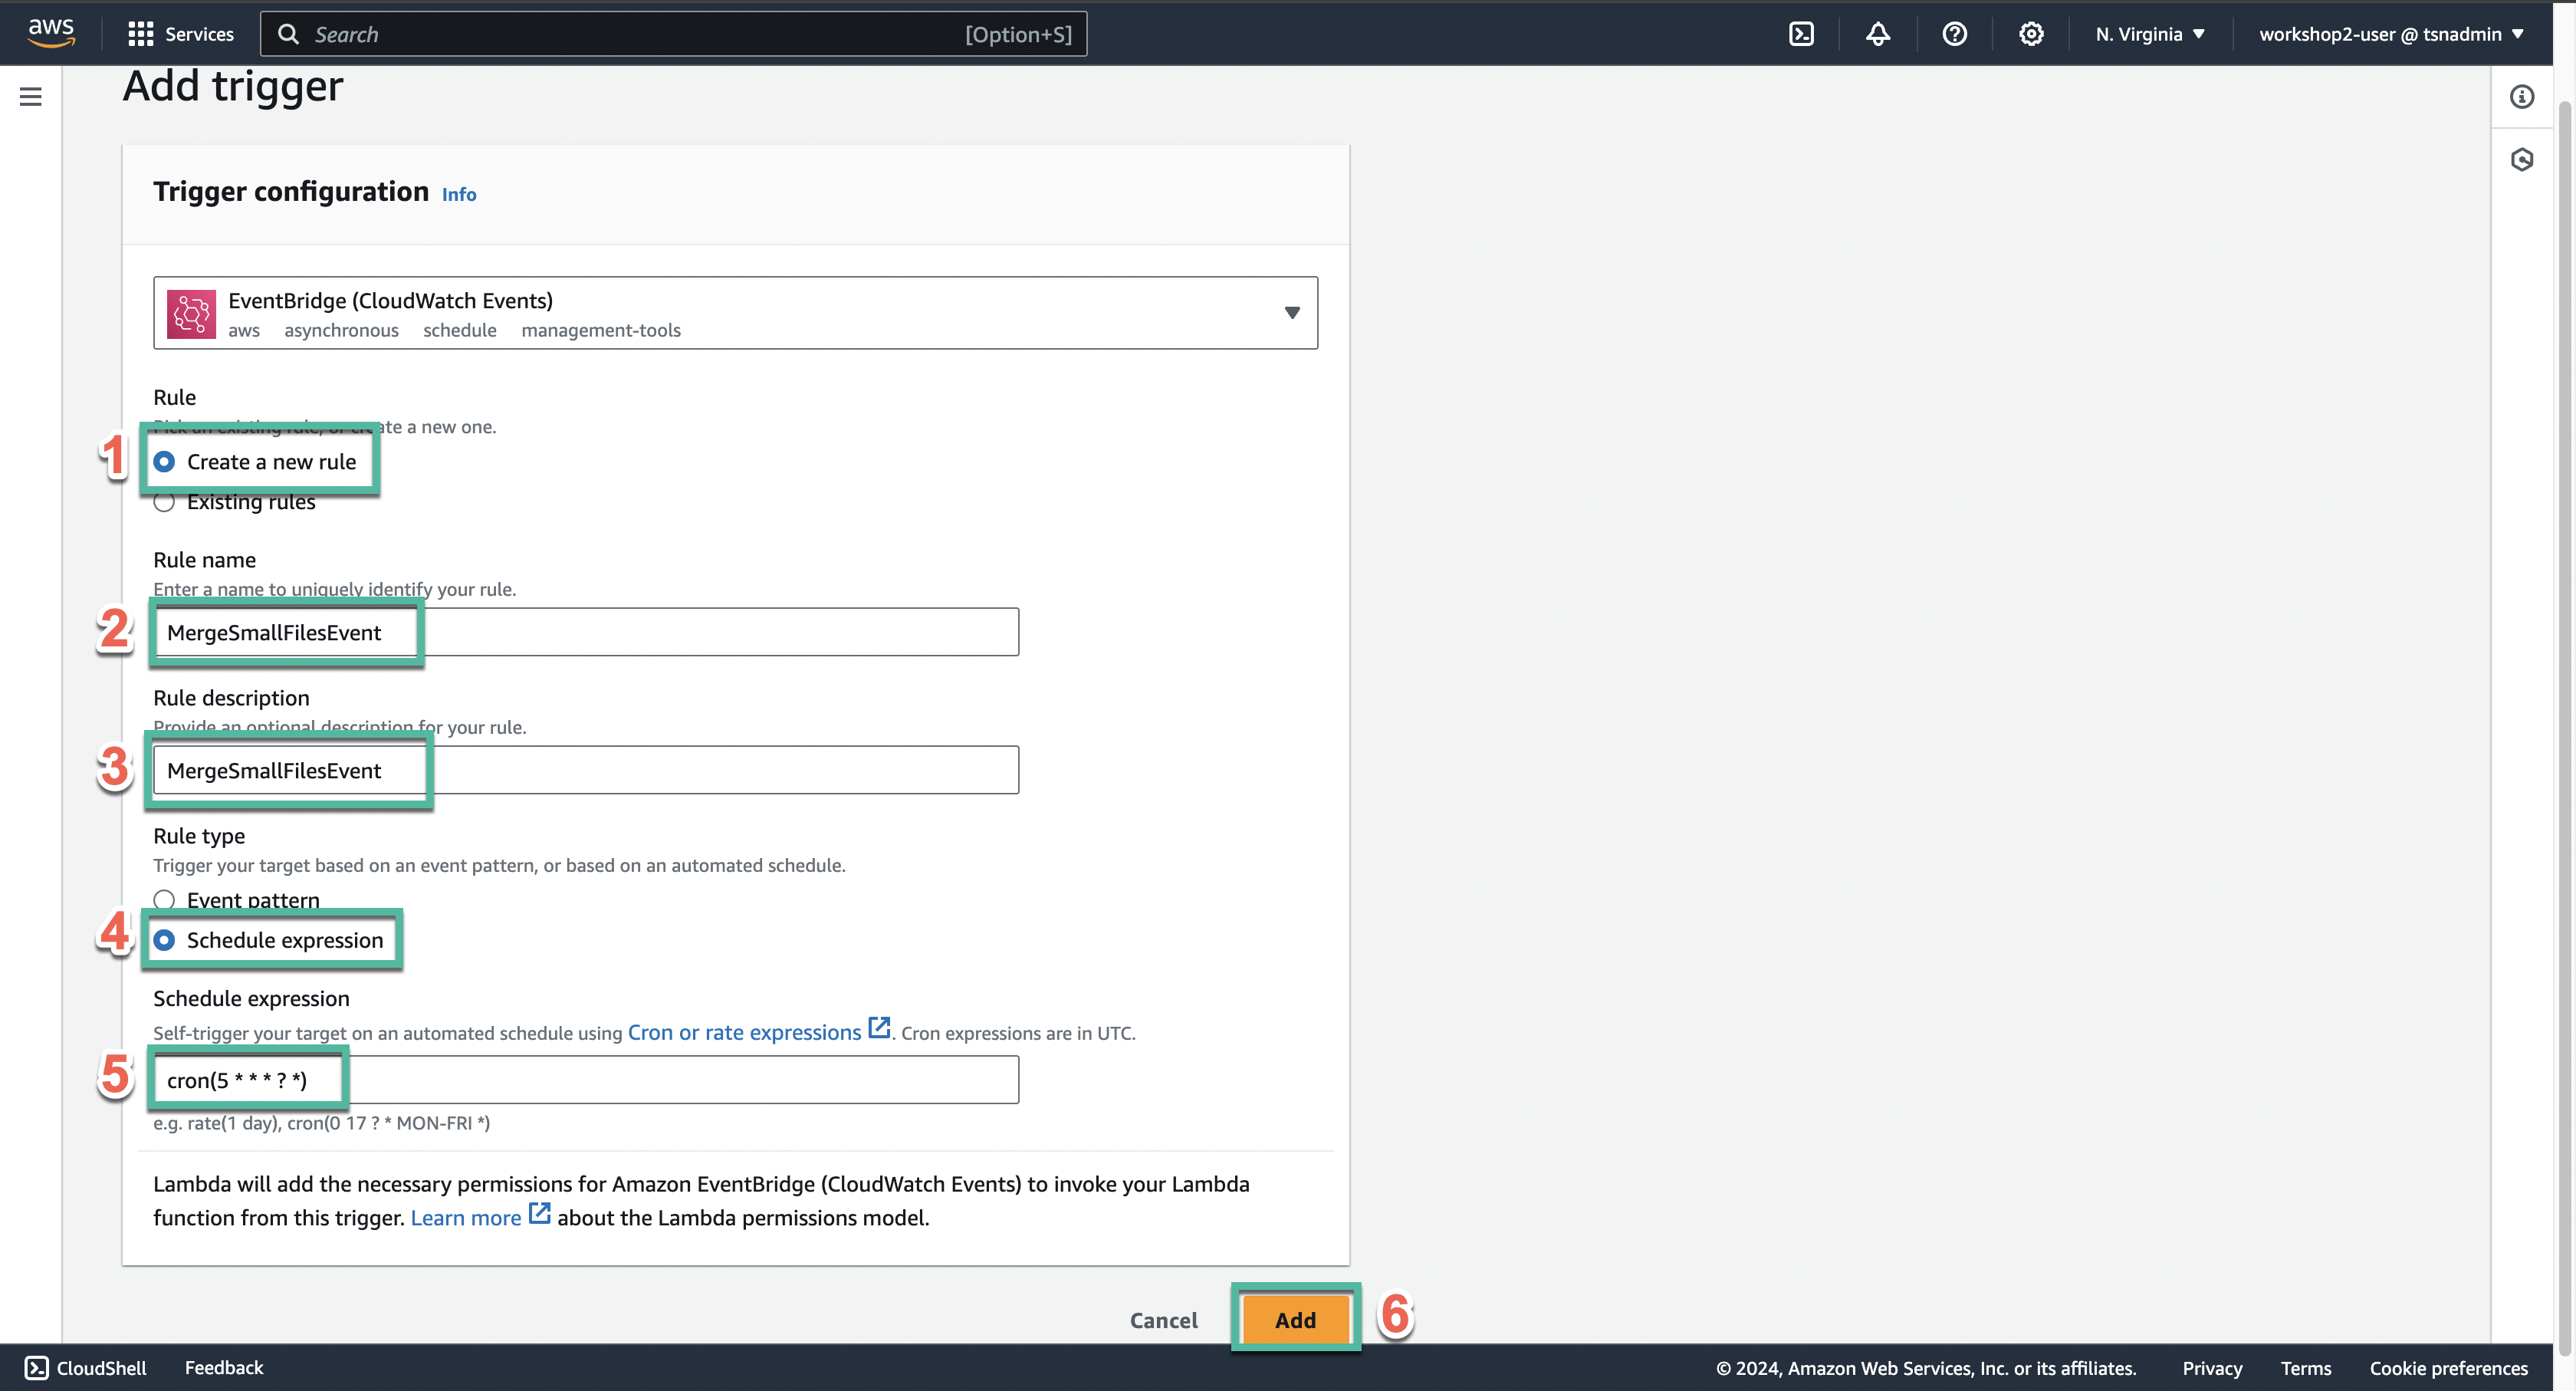 aws Services Search [Option+S] N. Virginia workshop2-user @ tsnadmin
Add trigger
Trigger configuration Info
EventBridge (CloudWatch Events)
aws asynchronous schedule management-tools
Rule
Pick an existing rule, or create a new one.
1 Create a new rule
Existing rules
Rule name
Enter a name to uniquely identify your rule.
2 MergeSmallFilesEvent
Rule description
Provide an optional description for your rule.
3 MergeSmallFilesEvent
Rule type
Trigger your target based on an event pattern, or based on an automated schedule.
Event pattern
4 Schedule expression
Schedule expression
Self-trigger your target on an automated schedule using Cron or rate expressions . Cron expressions are in UTC.
5 cron(5 * * * ? *)
e.g. rate(1 day), cron(0 17 ? * MON-FRI *)
Lambda will add the necessary permissions for Amazon EventBridge (CloudWatch Events) to invoke your Lambda
function from this trigger. Learn more about the Lambda permissions model.
Cancel Add 6
CloudShell Feedback © 2024, Amazon Web Services, Inc. or its affiliates. Privacy Terms Cookie preferences